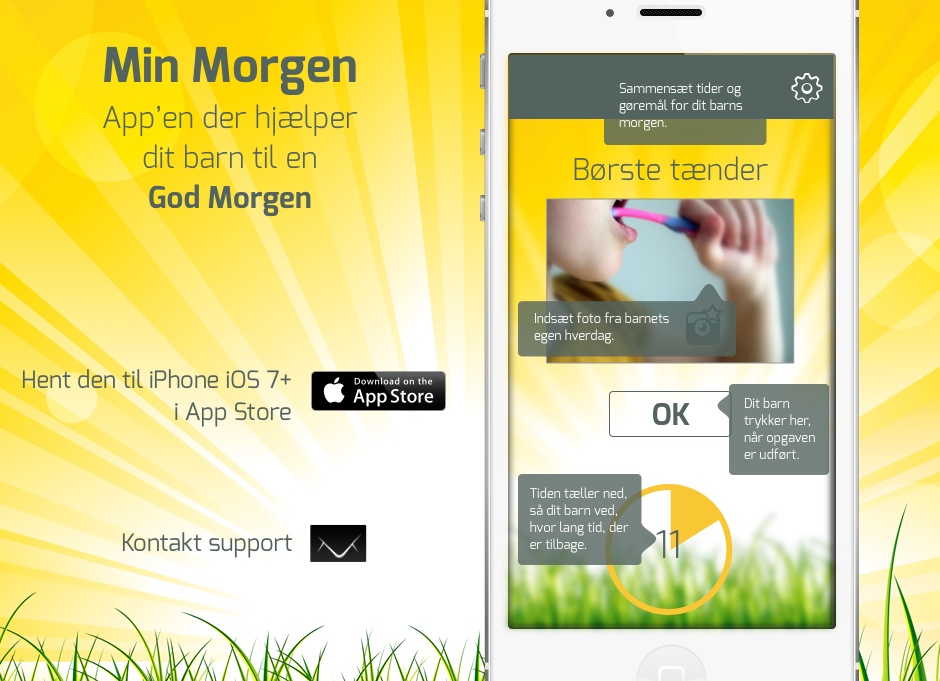 Min Morgen
App'en der hjælper
dit barn til en
God Morgen
Hent den til iPhone iOS 7+
i App Store
Download on the
App Store
Kontakt support
Sammensæt tider og
gøremål for dit barns
morgen.
Børste tænder
Indsæt foto fra barnets
egen hverdag.
OK
Dit barn
trykker her,
når opgaven
er udført.
Tiden tæller ned,
så dit barn ved,
hvor lang tid, der
er tilbage.
11